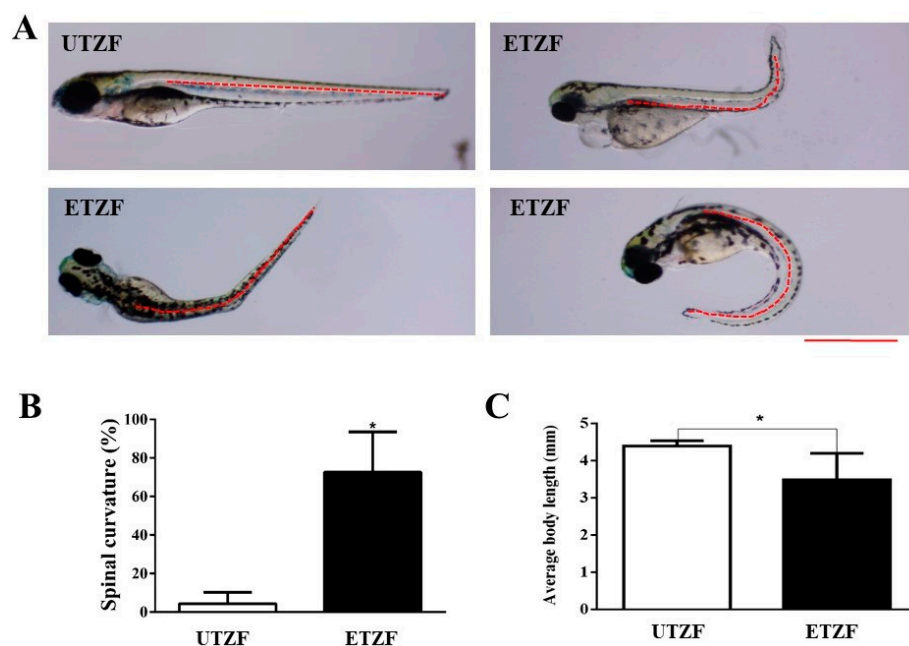 A
UTZF
ETZF
ETZF
ETZF
B
Spinal curvature (%)
100
80
60
40
20
0
*
UTZF
ETZF
C
Average body length (mm)
5
4
3
2
1
0
*
UTZF
ETZF